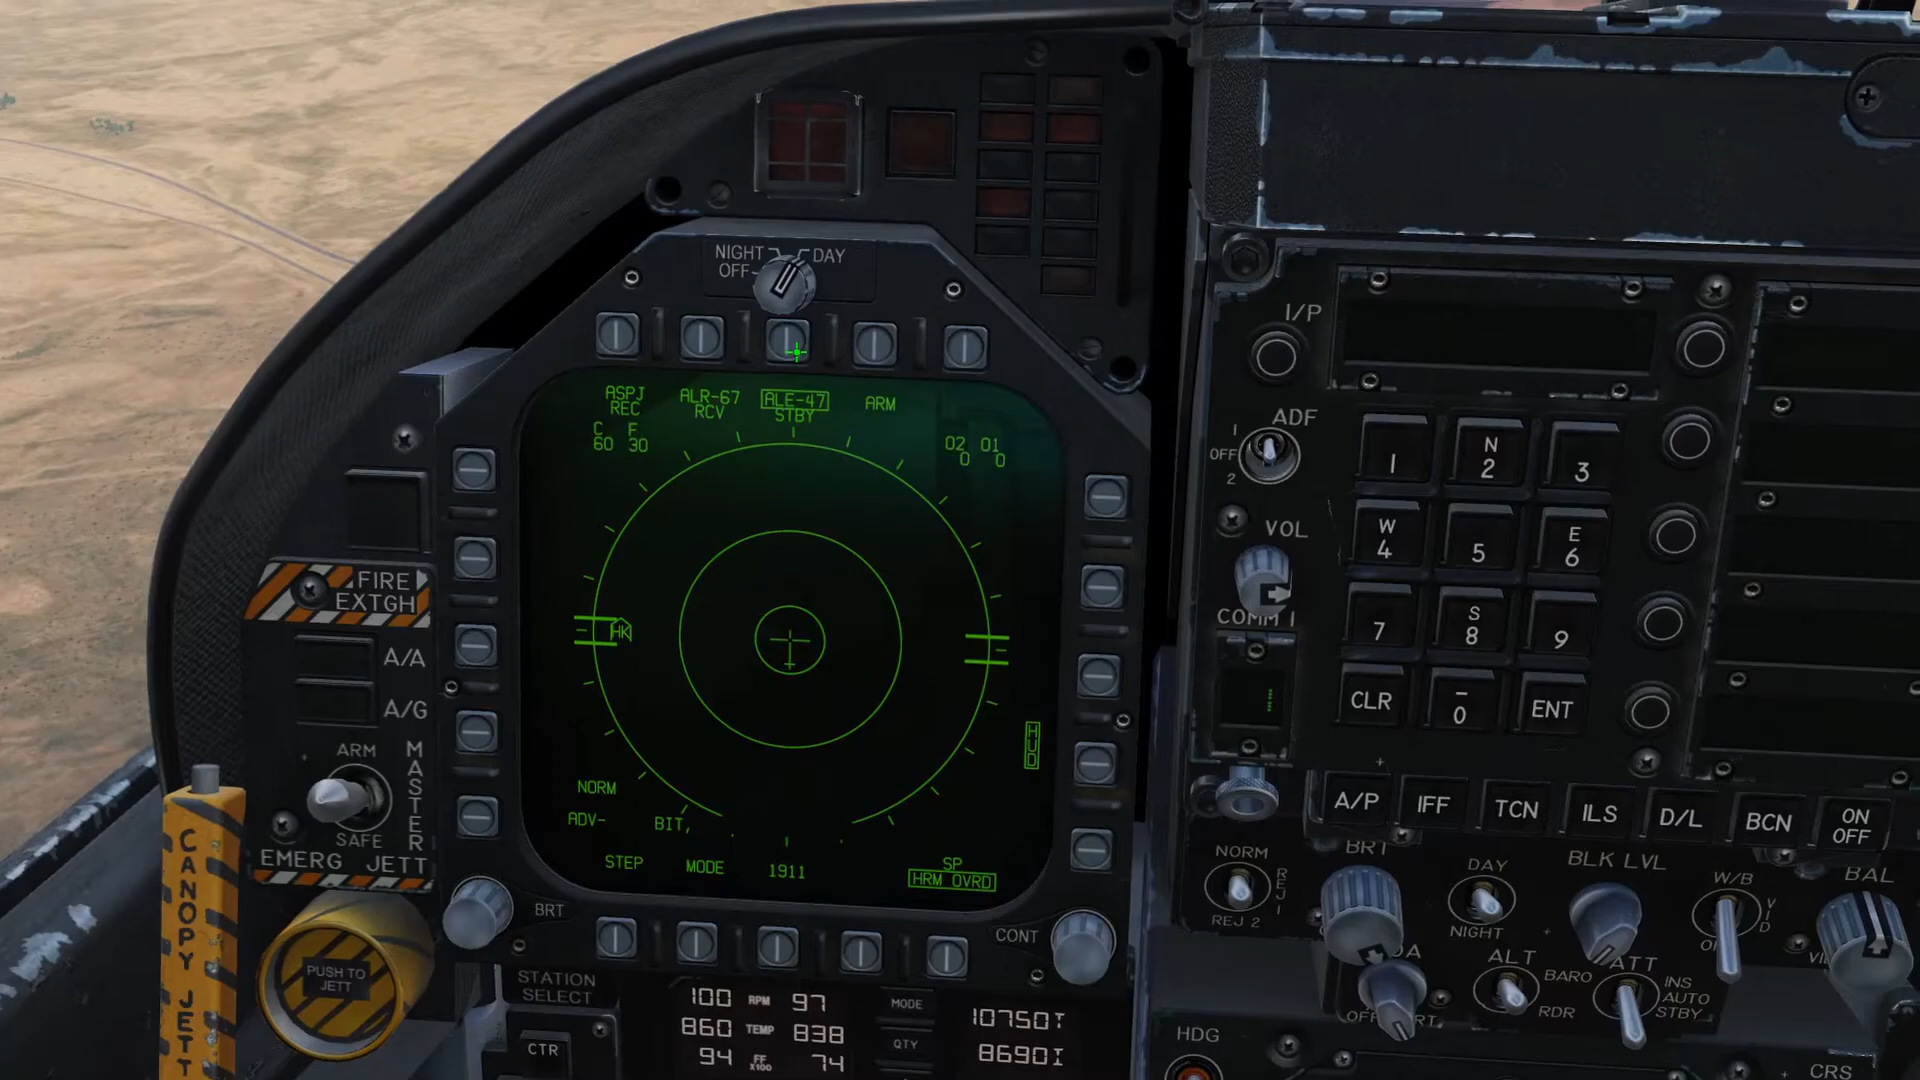 NIGHT
DAY
OFF
ASPJ
REC
ALR-67
RCV
ALE-47
STBY
ARM
C F
60 30
02 01
0 0
HK
HUD
NORM
ADV-
BIT,
STEP
MODE
1911
SP
HRM OVRD
BRT
CONT
FIRE
EXTGH
A/A
A/G
ARM
SAFE
MASTER
EMERG JETT
CANOPY JETT
PUSH TO
JETT
STATION
SELECT
CTR
100 RPM 97
860 TEMP 838
94 FF 74
X100
MODE
QTY
10750T
8690I
I/P
ADF
1
OFF
2
VOL
COMM 1
1
N
2
3
W
4
5
E
6
7
S
8
9
CLR
-
0
ENT
A/P
IFF
TCN
ILS
D/L
BCN
ON
OFF
NORM
REJ 1
REJ 2
BRT
DAY
NIGHT
BLK LVL
W/B
VID
BAL
ALT
BARO
RDR
ATT
INS
AUTO
STBY
HDG
CRS